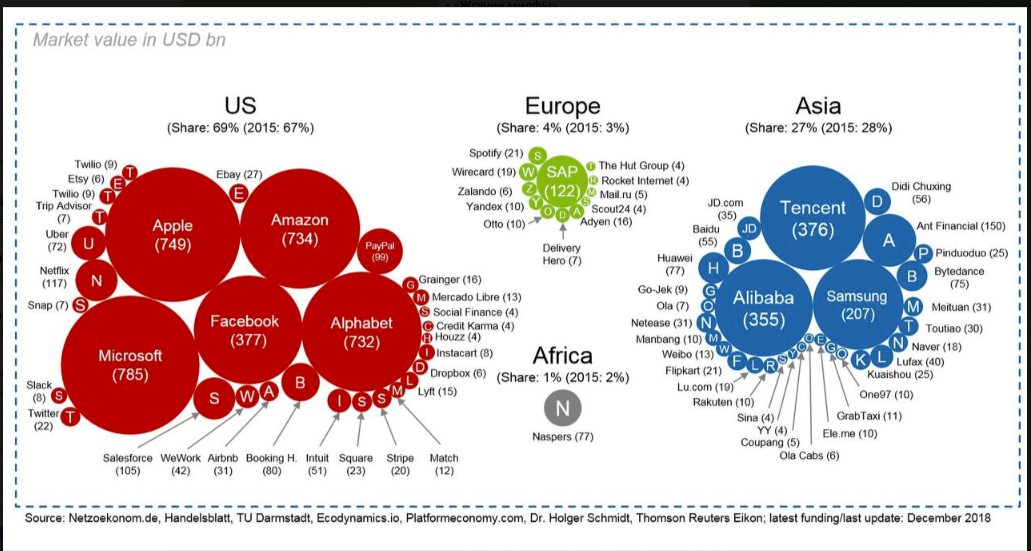 Market value in USD bn
US
(Share: 69% (2015: 67%)
Twilio (9)
T
Etsy (6)
E
Twilio (9)
T
Trip Advisor
(7)
T
Uber
(72)
U
Netflix
(117)
N
Snap (7)
S
Ebay (27)
E
Apple
(749)
Amazon
(734)
PayPal
(99)
Microsoft
(785)
Facebook
(377)
Alphabet
(732)
G
Grainger (16)
M
Mercado Libre (13)
S
Social Finance (4)
C
Credit Karma (4)
H
Houzz (4)
I
Instacart (8)
D
Dropbox (6)
L
Lyft (15)
Slack
(8)
S
Twitter
(22)
T
S
W
A
B
I
S
S
M
Salesforce
(105)
WeWork
(42)
Airbnb
(31)
Booking H.
(80)
Intuit
(51)
Square
(23)
Stripe
(20)
Match
(12)
Europe
(Share: 4% (2015: 3%)
Spotify (21)
S
Wirecard (19)
W
Zalando (6)
Z
Yandex (10)
Y
Otto (10)
O
D
A
SAP
(122)
T
The Hut Group (4)
R
Rocket Internet (4)
M
Mail.ru (5)
S
Scout24 (4)
Adyen (16)
Delivery
Hero (7)
Africa
(Share: 1% (2015: 2%)
N
Naspers (77)
Asia
(Share: 27% (2015: 28%)
Tencent
(376)
Alibaba
(355)
Samsung
(207)
JD.com
(35)
JD
Baidu
(55)
B
Huawei
(77)
H
Go-Jek (9)
G
Ola (7)
O
Netease (31)
N
Manbang (10)
M
Weibo (13)
W
Flipkart (21)
F
Lu.com (19)
L
Rakuten (10)
R
Sina (4)
S
YY (4)
Y
Coupang (5)
C
Ola Cabs (6)
O
Ele.me (10)
E
GrabTaxi (11)
G
One97 (10)
O
Didi Chuxing
(56)
D
Ant Financial (150)
A
Pinduoduo (25)
P
Bytedance
(75)
B
Meituan (31)
M
Toutiao (30)
T
Naver (18)
N
Lufax (40)
L
Kuaishou (25)
K
Source: Netzoekonom.de, Handelsblatt, TU Darmstadt, Ecodynamics.io, Platformeconomy.com, Dr. Holger Schmidt, Thomson Reuters Eikon; latest funding/last update: December 2018